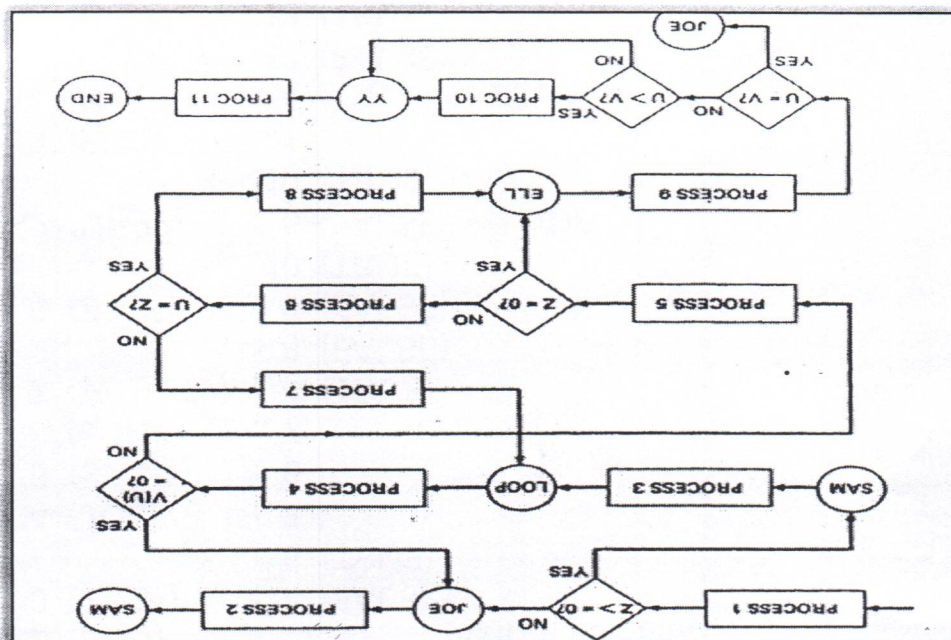 PROCESS 1
Z > = 0?
NO
JOE
PROCESS 2
SAM
YES
YES
SAM
PROCESS 3
LOOP
PROCESS 4
V(U)
= 0?
NO
PROCESS 7
NO
PROCESS 5
Z = 0?
NO
PROCESS 6
U = Z?
YES
YES
PROCESS 9
ELL
PROCESS 8
U = V?
NO
U > V?
YES
PROC 10
YY
PROC 11
END
YES
NO
JOE